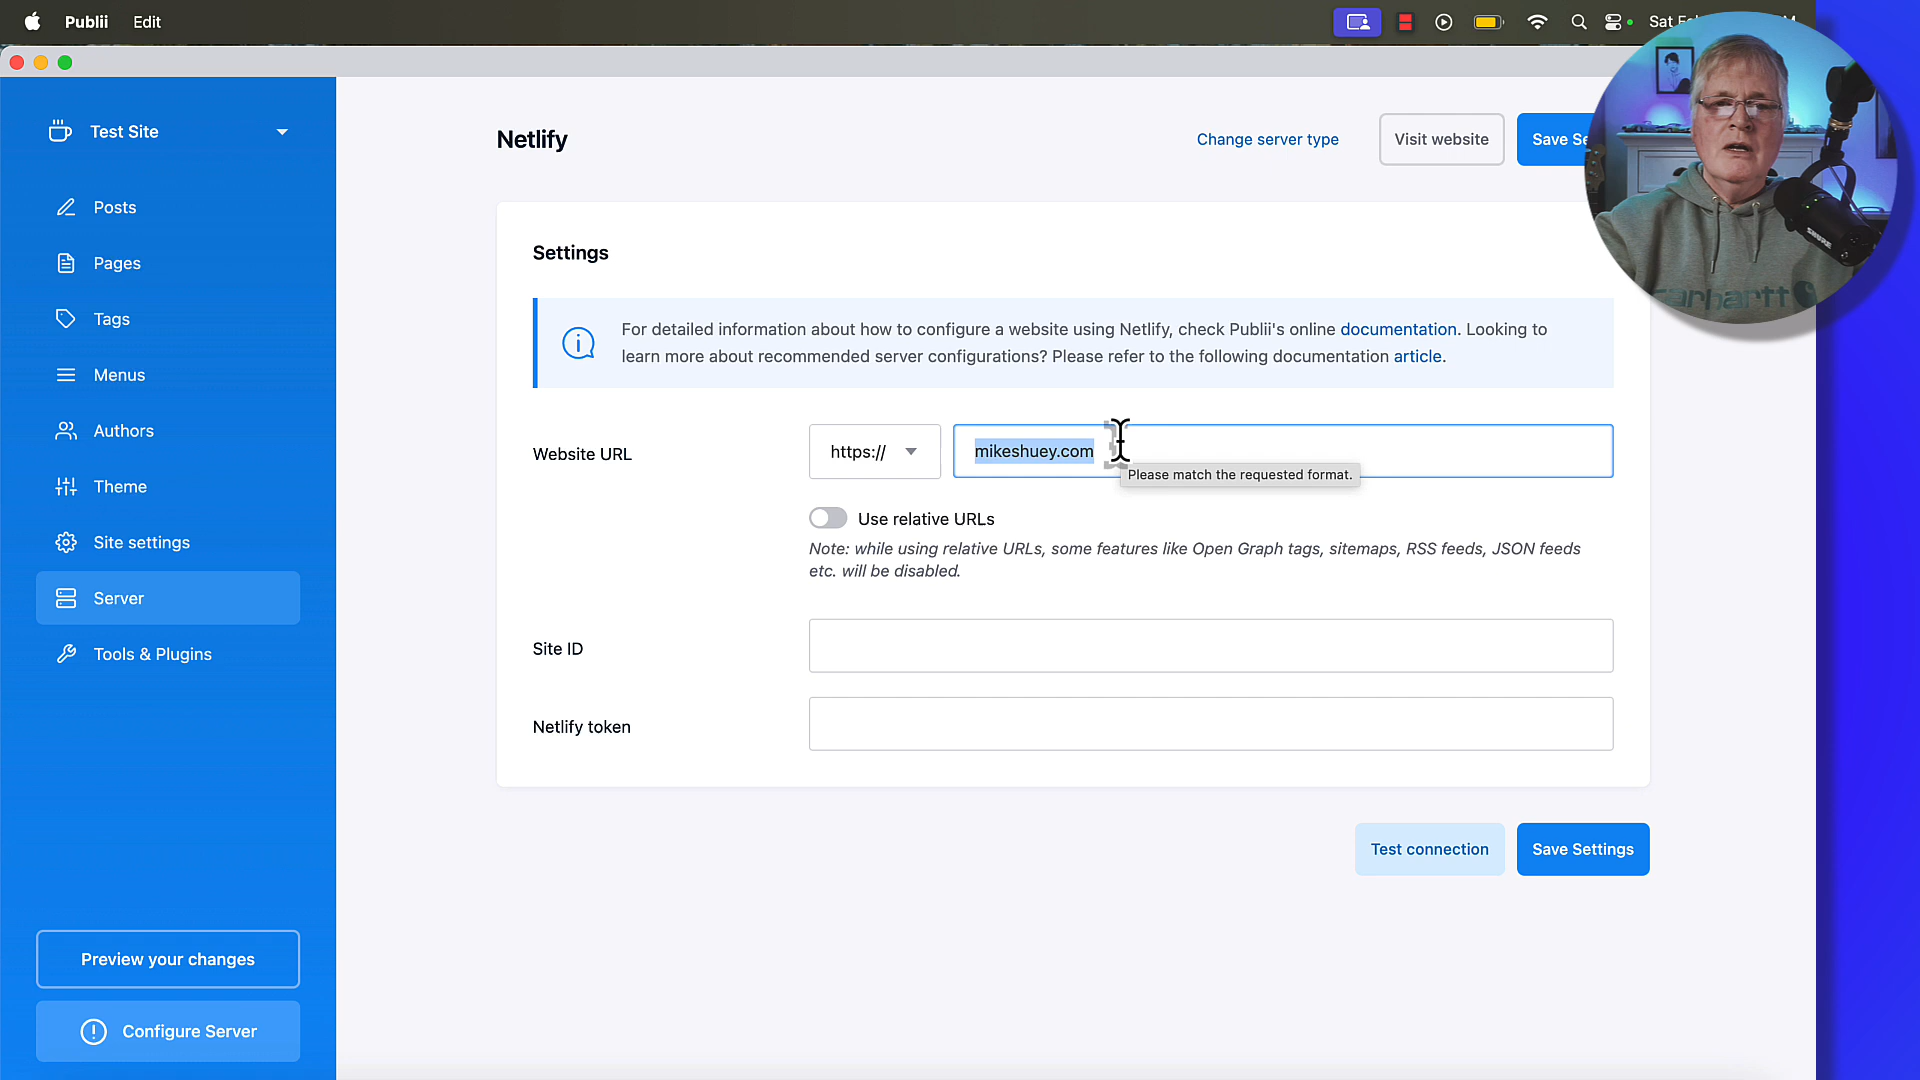 Publii Edit
Sat
Test Site
Posts
Pages
Tags
Menus
Authors
Theme
Site settings
Server
Tools & Plugins
Preview your changes
Configure Server
Netlify
Change server type
Visit website
Save
Settings
For detailed information about how to configure a website using Netlify, check Publii's online documentation. Looking to
learn more about recommended server configurations? Please refer to the following documentation article.
Website URL
https://
mikeshuey.com
Please match the requested format.
Use relative URLs
Note: while using relative URLs, some features like Open Graph tags, sitemaps, RSS feeds, JSON feeds
etc. will be disabled.
Site ID
Netlify token
Test connection
Save Settings
carhartt
SHURE